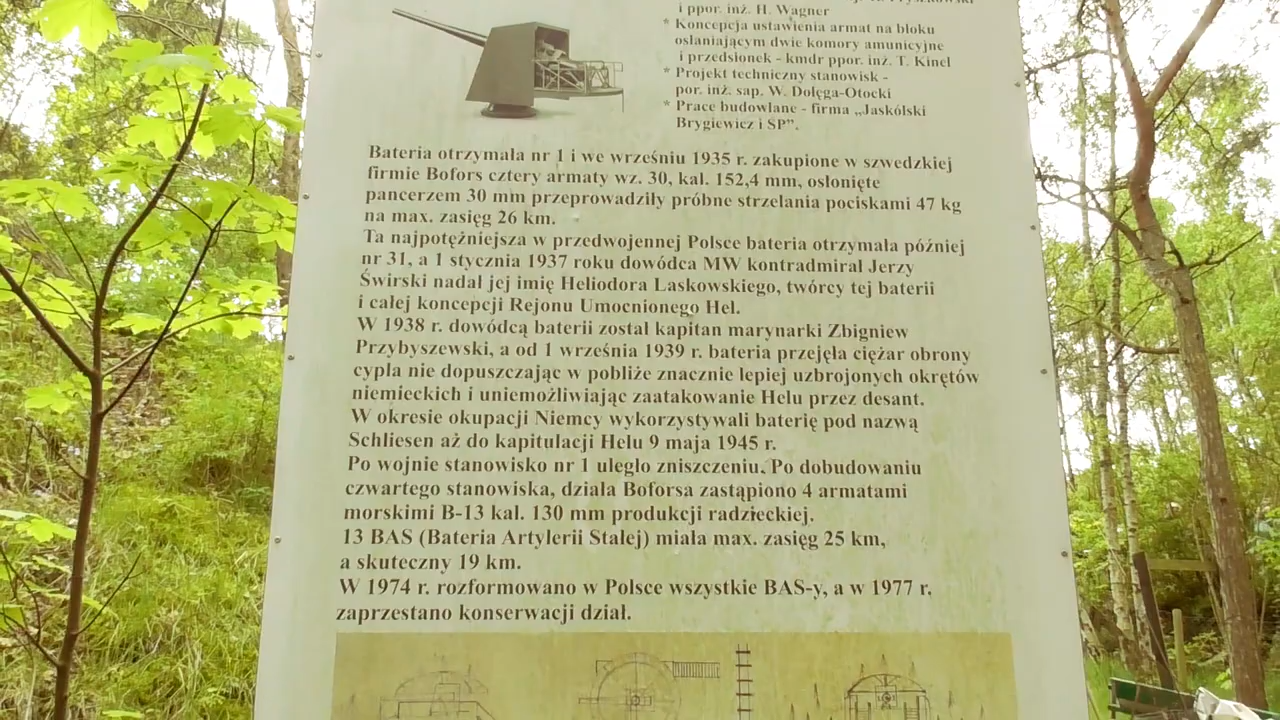 i ppor. inż. H. Wagner
* Koncepcja ustawienia armat na bloku
osłaniającym dwie komory amunicyjne
i przedsionek - kmdr ppor. inż. T. Kinel
* Projekt techniczny stanowisk -
por. inż. sap. W. Dołęga-Otocki
* Prace budowlane - firma „Jaskólski
Brygiewicz i SP”.
Bateria otrzymała nr 1 i we wrześniu 1935 r. zakupione w szwedzkiej
firmie Bofors cztery armaty wz. 30, kal. 152,4 mm, osłonięte
pancerzem 30 mm przeprowadziły próbne strzelania pociskami 47 kg
na max. zasięg 26 km.
Ta najpotężniejsza w przedwojennej Polsce bateria otrzymała później
nr 31, a 1 stycznia 1937 roku dowódca MW kontradmirał Jerzy
Świrski nadał jej imię Heliodora Laskowskiego, twórcy tej baterii
i całej koncepcji Rejonu Umocnionego Hel.
W 1938 r. dowódcą baterii został kapitan marynarki Zbigniew
Przybyszewski, a od 1 września 1939 r. bateria przejęła ciężar obrony
cypla nie dopuszczając w pobliże znacznie lepiej uzbrojonych okrętów
niemieckich i uniemożliwiając zaatakowanie Helu przez desant.
W okresie okupacji Niemcy wykorzystywali baterię pod nazwą
Schliesen aż do kapitulacji Helu 9 maja 1945 r.
Po wojnie stanowisko nr 1 uległo zniszczeniu. Po dobudowaniu
czwartego stanowiska, działa Boforsa zastąpiono 4 armatami
morskimi B-13 kal. 130 mm produkcji radzieckiej.
13 BAS (Bateria Artylerii Stałej) miała max. zasięg 25 km,
a skuteczny 19 km.
W 1974 r. rozformowano w Polsce wszystkie BAS-y, a w 1977 r.
zaprzestano konserwacji dział.